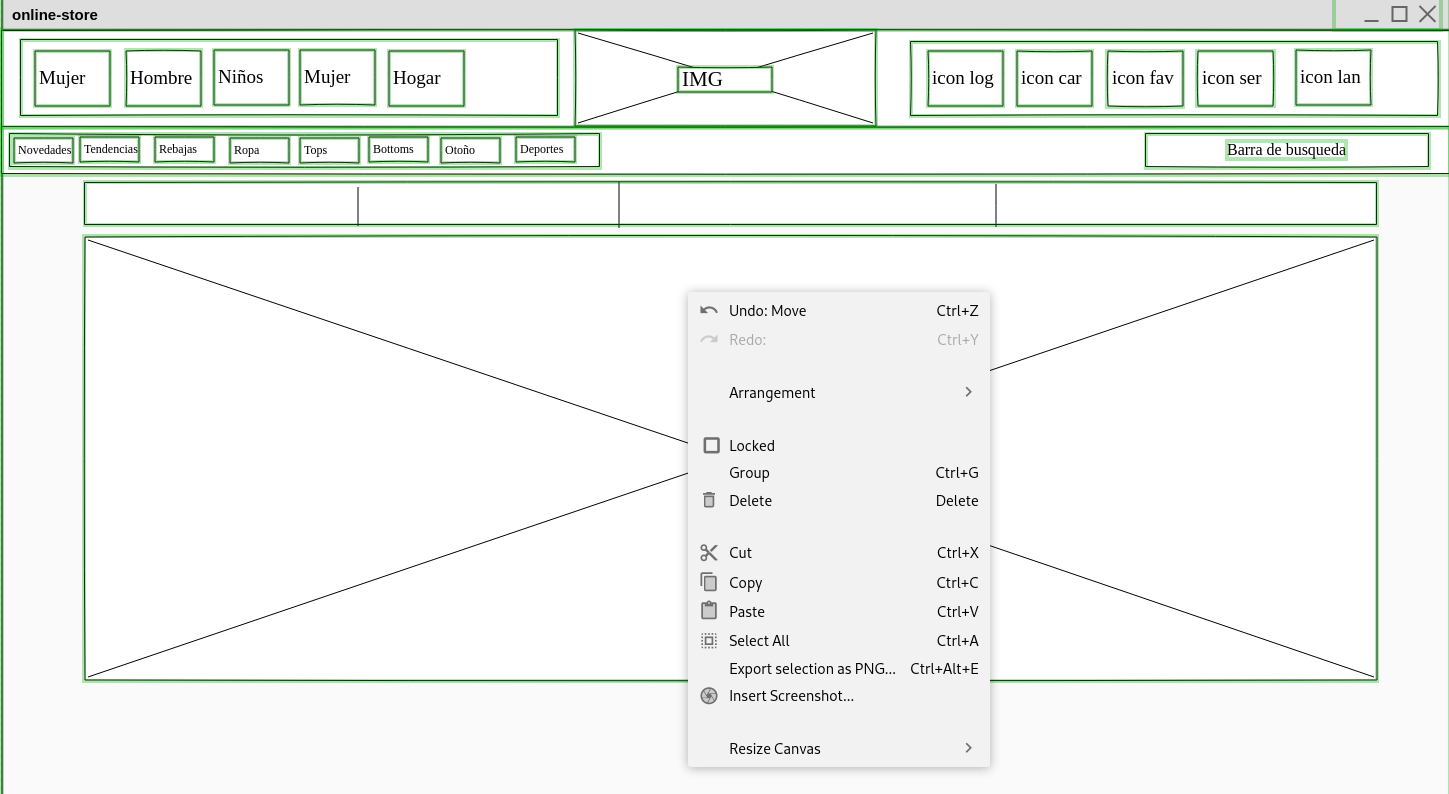 online-store
Mujer Hombre Niños Mujer Hogar IMG icon log icon car icon fav icon ser icon lan
Novedades Tendencias Rebajas Ropa Tops Bottoms Otoño Deportes Barra de busqueda
Undo: Move Ctrl+Z
Redo: Ctrl+Y
Arrangement
Locked
Group Ctrl+G
Delete Delete
Cut Ctrl+X
Copy Ctrl+C
Paste Ctrl+V
Select All Ctrl+A
Export selection as PNG... Ctrl+Alt+E
Insert Screenshot...
Resize Canvas